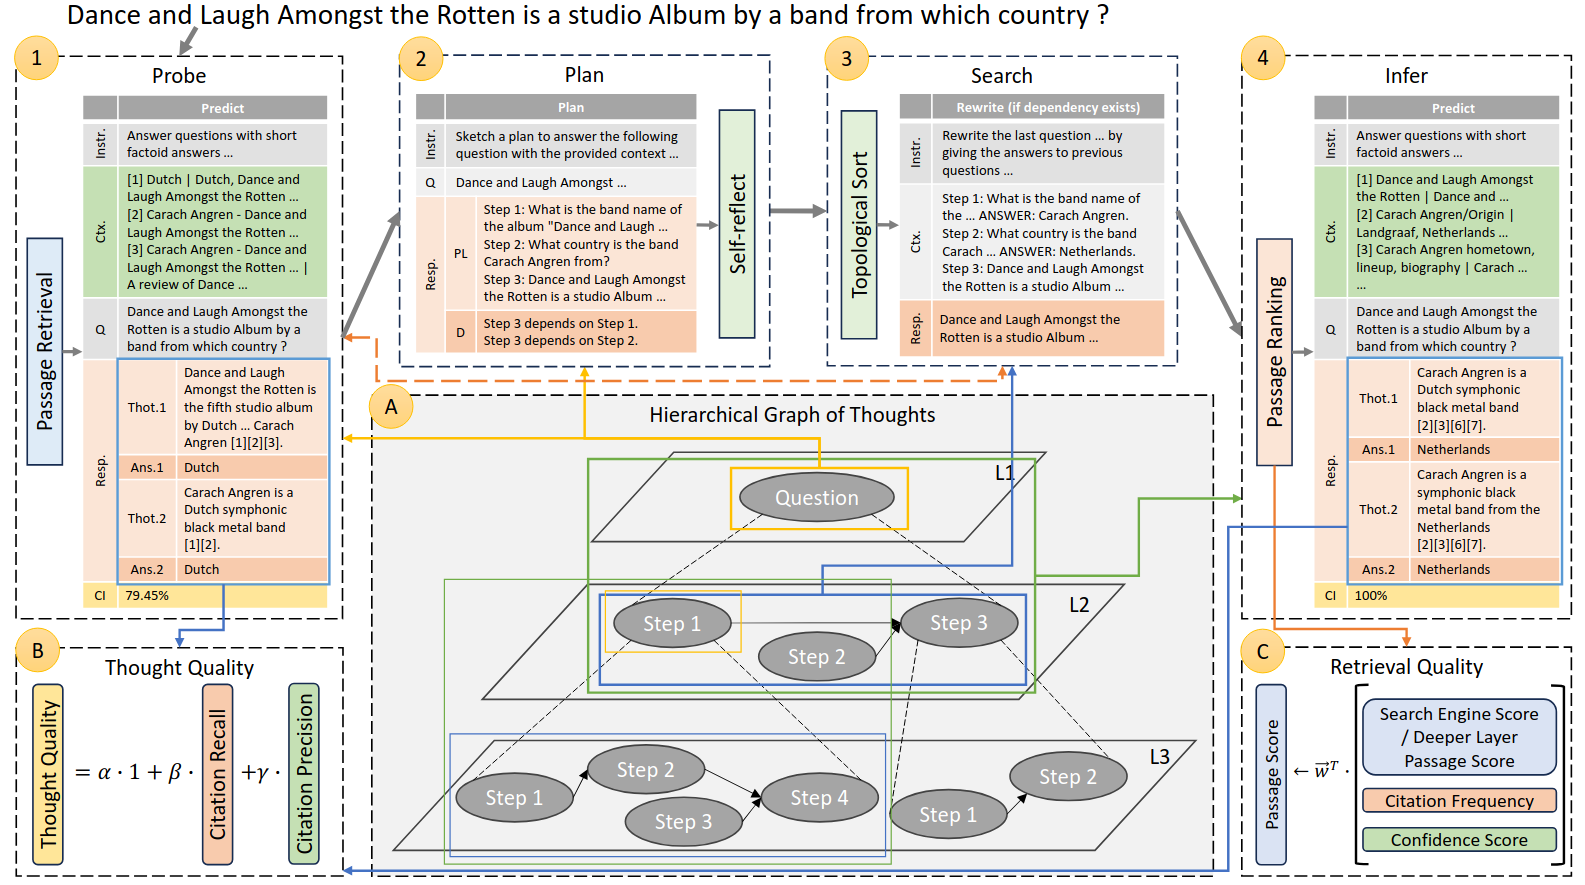 Dance and Laugh Amongst the Rotten is a studio Album by a band from which country ?
1
Probe
Predict
Instr.
Answer questions with short
factoid answers ...
Ctx.
[1] Dutch | Dutch, Dance and
Laugh Amongst the Rotten ...
[2] Carach Angren - Dance and
Laugh Amongst the Rotten ...
[3] Carach Angren - Dance and
Laugh Amongst the Rotten ... |
A review of Dance ...
Passage Retrieval
Q
Dance and Laugh Amongst the
Rotten is a studio Album by a
band from which country ?
Resp.
Thot.1
Dance and Laugh
Amongst the Rotten is
the fifth studio album
by Dutch ... Carach
Angren [1][2][3].
Ans.1
Dutch
Thot.2
Carach Angren is a
Dutch symphonic
black metal band
[1][2].
Ans.2
Dutch
CI
79.45%
2
Plan
Plan
Instr.
Sketch a plan to answer the following
question with the provided context ...
Q
Dance and Laugh Amongst ...
Resp.
PL
Step 1: What is the band name of
the album "Dance and Laugh ...
Step 2: What country is the band
Carach Angren from?
Step 3: Dance and Laugh Amongst
the Rotten is a studio Album ...
D
Step 3 depends on Step 1.
Step 3 depends on Step 2.
Self-reflect
3
Search
Topological Sort
Rewrite (if dependency exists)
Instr.
Rewrite the last question ... by
giving the answers to previous
questions ...
Ctx.
Step 1: What is the band name of
the ... ANSWER: Carach Angren.
Step 2: What country is the band
Carach ... ANSWER: Netherlands.
Step 3: Dance and Laugh Amongst
the Rotten is a studio Album ...
Resp.
Dance and Laugh Amongst the
Rotten is a studio Album ...
4
Infer
Passage Ranking
Predict
Instr.
Answer questions with short
factoid answers ...
Ctx.
[1] Dance and Laugh Amongst
the Rotten | Dance and ...
[2] Carach Angren/Origin |
Landgraaf, Netherlands ...
[3] Carach Angren hometown,
lineup, biography | Carach ...
...
Q
Dance and Laugh Amongst the
Rotten is a studio Album by a
band from which country ?
Resp.
Thot.1
Carach Angren is a
Dutch symphonic
black metal band
[2][3][6][7].
Ans.1
Netherlands
Thot.2
Carach Angren is a
symphonic black
metal band from the
Netherlands
[2][3][6][7].
Ans.2
Netherlands
CI
100%
A
Hierarchical Graph of Thoughts
L1
Question
L2
Step 1
Step 2
Step 3
L3
Step 1
Step 2
Step 3
Step 4
Step 1
Step 2
B
Thought Quality
Thought Quality
= α · 1 + β ·
Citation Recall
+γ ·
Citation Precision
C
Retrieval Quality
Passage Score
← w⃗ᵀ ·
Search Engine Score
/ Deeper Layer
Passage Score
Citation Frequency
Confidence Score